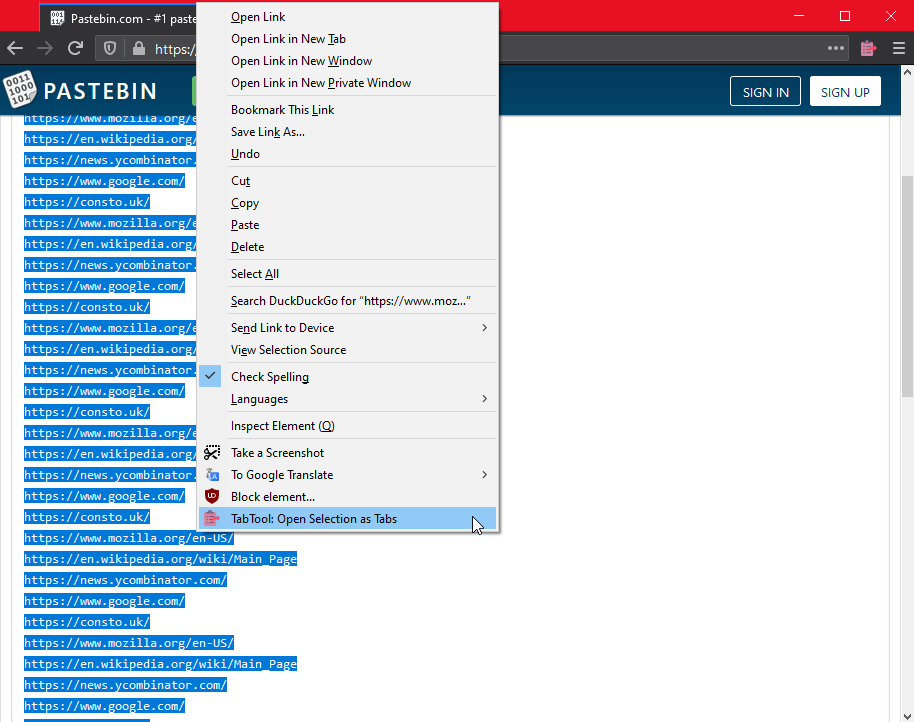 Pastebin.com - #1 paste
https:/
0011
1000
101
PASTEBIN
SIGN IN
SIGN UP
Open Link
Open Link in New Tab
Open Link in New Window
Open Link in New Private Window
Bookmark This Link
Save Link As...
Undo
Cut
Copy
Paste
Delete
Select All
Search DuckDuckGo for “https://www.moz...”
Send Link to Device
View Selection Source
Check Spelling
Languages
Inspect Element (Q)
Take a Screenshot
To Google Translate
Block element...
TabTool: Open Selection as Tabs
https://www.mozilla.org/e
https://en.wikipedia.org/
https://news.ycombinator.
https://www.google.com/
https://consto.uk/
https://www.mozilla.org/e
https://en.wikipedia.org/
https://news.ycombinator.
https://www.google.com/
https://consto.uk/
https://www.mozilla.org/e
https://en.wikipedia.org/
https://news.ycombinator.
https://www.google.com/
https://consto.uk/
https://www.mozilla.org/e
https://en.wikipedia.org/
https://news.ycombinator.
https://www.google.com/
https://consto.uk/
https://www.mozilla.org/en-US/
https://en.wikipedia.org/wiki/Main_Page
https://news.ycombinator.com/
https://www.google.com/
https://consto.uk/
https://www.mozilla.org/en-US/
https://en.wikipedia.org/wiki/Main_Page
https://news.ycombinator.com/
https://www.google.com/